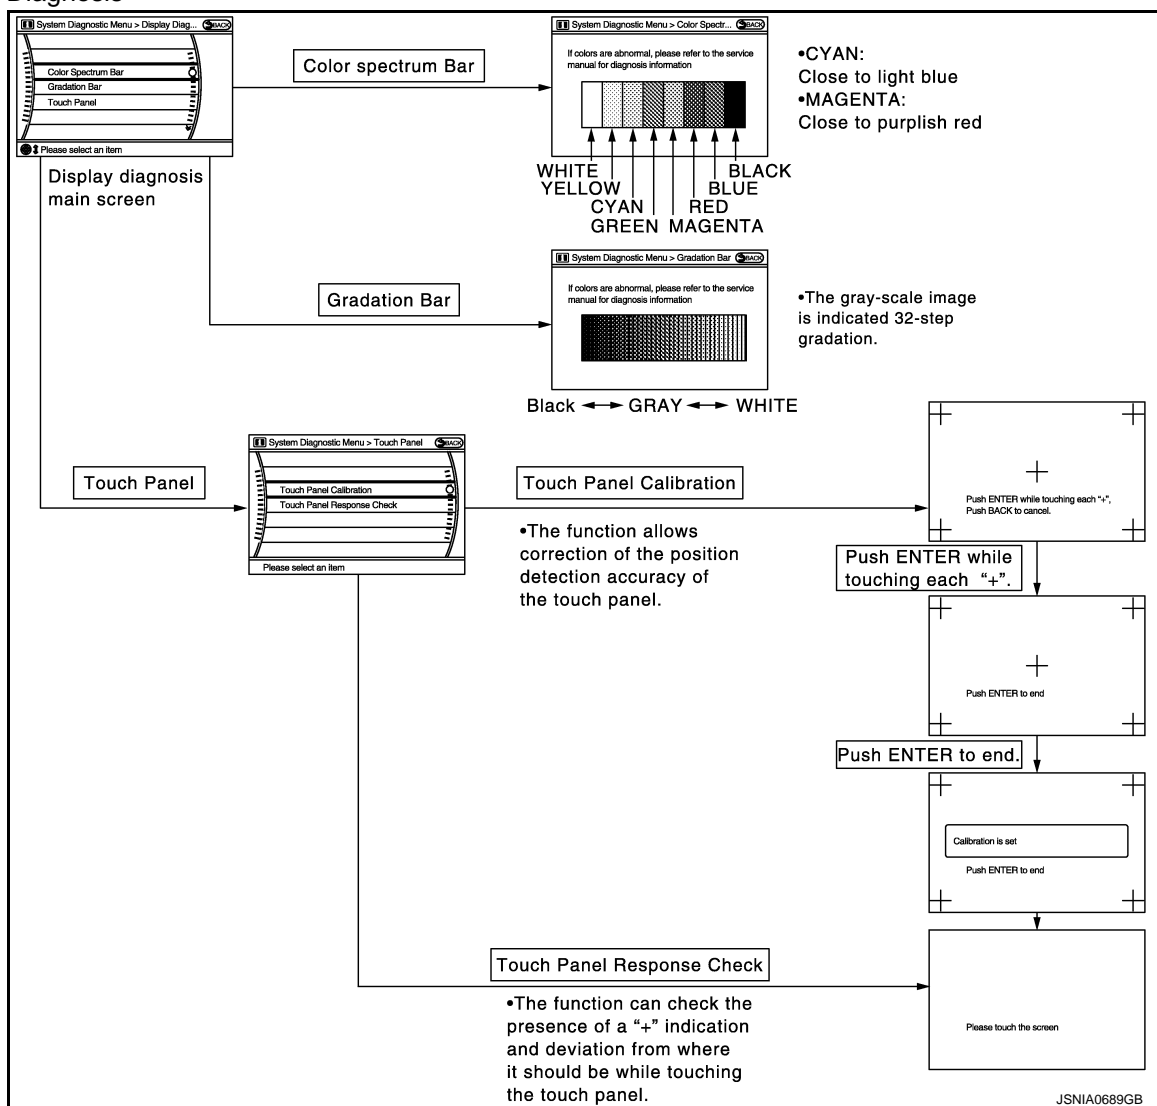 Diagnosis
System Diagnostic Menu > Display Diag... BACK
Color Spectrum Bar
Gradation Bar
Touch Panel
Please select an item
Display diagnosis
main screen
Color spectrum Bar
System Diagnostic Menu > Color Spectr... BACK
If colors are abnormal, please refer to the service
manual for diagnosis information
WHITE
YELLOW
CYAN
GREEN
MAGENTA
RED
BLUE
BLACK
•CYAN:
Close to light blue
•MAGENTA:
Close to purplish red
Gradation Bar
System Diagnostic Menu > Gradation Bar BACK
If colors are abnormal, please refer to the service
manual for diagnosis information
Black GRAY WHITE
•The gray-scale image
is indicated 32-step
gradation.
Touch Panel
System Diagnostic Menu > Touch Panel BACK
Touch Panel Calibration
Touch Panel Response Check
Please select an item
Touch Panel Calibration
•The function allows
correction of the position
detection accuracy of
the touch panel.
Push ENTER while touching each “+”,
Push BACK to cancel.
Push ENTER while
touching each “+”.
Push ENTER to end
Push ENTER to end.
Calibration is set
Push ENTER to end
Touch Panel Response Check
•The function can check the
presence of a “+” indication
and deviation from where
it should be while touching
the touch panel.
Please touch the screen
JSNIA0689GB